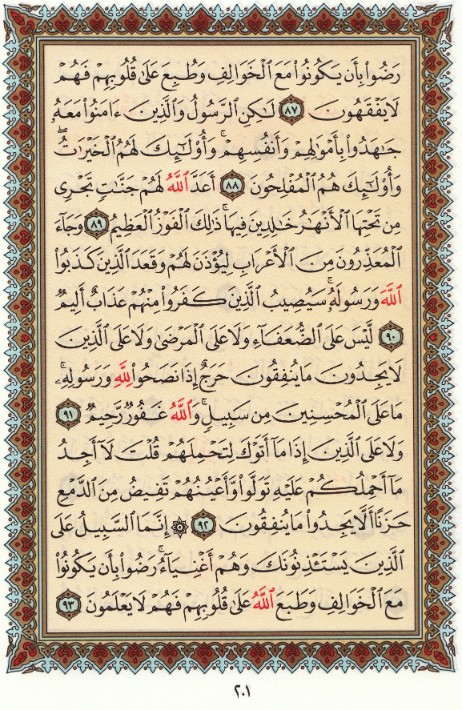 رَضُوا۟ بِأَن يَكُونُوا۟ مَعَ ٱلْخَوَالِفِ وَطُبِعَ عَلَىٰ قُلُوبِهِمْ فَهُمْ
لَا يَفْقَهُونَ ٨٧ لَٰكِنِ ٱلرَّسُولُ وَٱلَّذِينَ ءَامَنُوا۟ مَعَهُۥ
جَٰهَدُوا۟ بِأَمْوَٰلِهِمْ وَأَنفُسِهِمْ ۚ وَأُو۟لَٰٓئِكَ لَهُمُ ٱلْخَيْرَٰتُ ۖ
وَأُو۟لَٰٓئِكَ هُمُ ٱلْمُفْلِحُونَ ٨٨ أَعَدَّ ٱللَّهُ لَهُمْ جَنَّٰتٍ تَجْرِى
مِن تَحْتِهَا ٱلْأَنْهَٰرُ خَٰلِدِينَ فِيهَا ۚ ذَٰلِكَ ٱلْفَوْزُ ٱلْعَظِيمُ ٨٩ وَجَآءَ
ٱلْمُعَذِّرُونَ مِنَ ٱلْأَعْرَابِ لِيُؤْذَنَ لَهُمْ وَقَعَدَ ٱلَّذِينَ كَذَبُوا۟
ٱللَّهَ وَرَسُولَهُۥ ۚ سَيُصِيبُ ٱلَّذِينَ كَفَرُوا۟ مِنْهُمْ عَذَابٌ أَلِيمٌ
٩٠ لَّيْسَ عَلَى ٱلضُّعَفَآءِ وَلَا عَلَى ٱلْمَرْضَىٰ وَلَا عَلَى ٱلَّذِينَ
لَا يَجِدُونَ مَا يُنفِقُونَ حَرَجٌ إِذَا نَصَحُوا۟ لِلَّهِ وَرَسُولِهِۦ ۚ
مَا عَلَى ٱلْمُحْسِنِينَ مِن سَبِيلٍ ۚ وَٱللَّهُ غَفُورٌ رَّحِيمٌ ٩١
وَلَا عَلَى ٱلَّذِينَ إِذَا مَآ أَتَوْكَ لِتَحْمِلَهُمْ قُلْتَ لَآ أَجِدُ
مَآ أَحْمِلُكُمْ عَلَيْهِ تَوَلَّوا۟ وَّأَعْيُنُهُمْ تَفِيضُ مِنَ ٱلدَّمْعِ
حَزَنًا أَلَّا يَجِدُوا۟ مَا يُنفِقُونَ ٩٢ ۞ إِنَّمَا ٱلسَّبِيلُ عَلَى
ٱلَّذِينَ يَسْتَـْٔذِنُونَكَ وَهُمْ أَغْنِيَآءُ ۚ رَضُوا۟ بِأَن يَكُونُوا۟
مَعَ ٱلْخَوَالِفِ وَطَبَعَ ٱللَّهُ عَلَىٰ قُلُوبِهِمْ فَهُمْ لَا يَعْلَمُونَ ٩٣
٢٠١